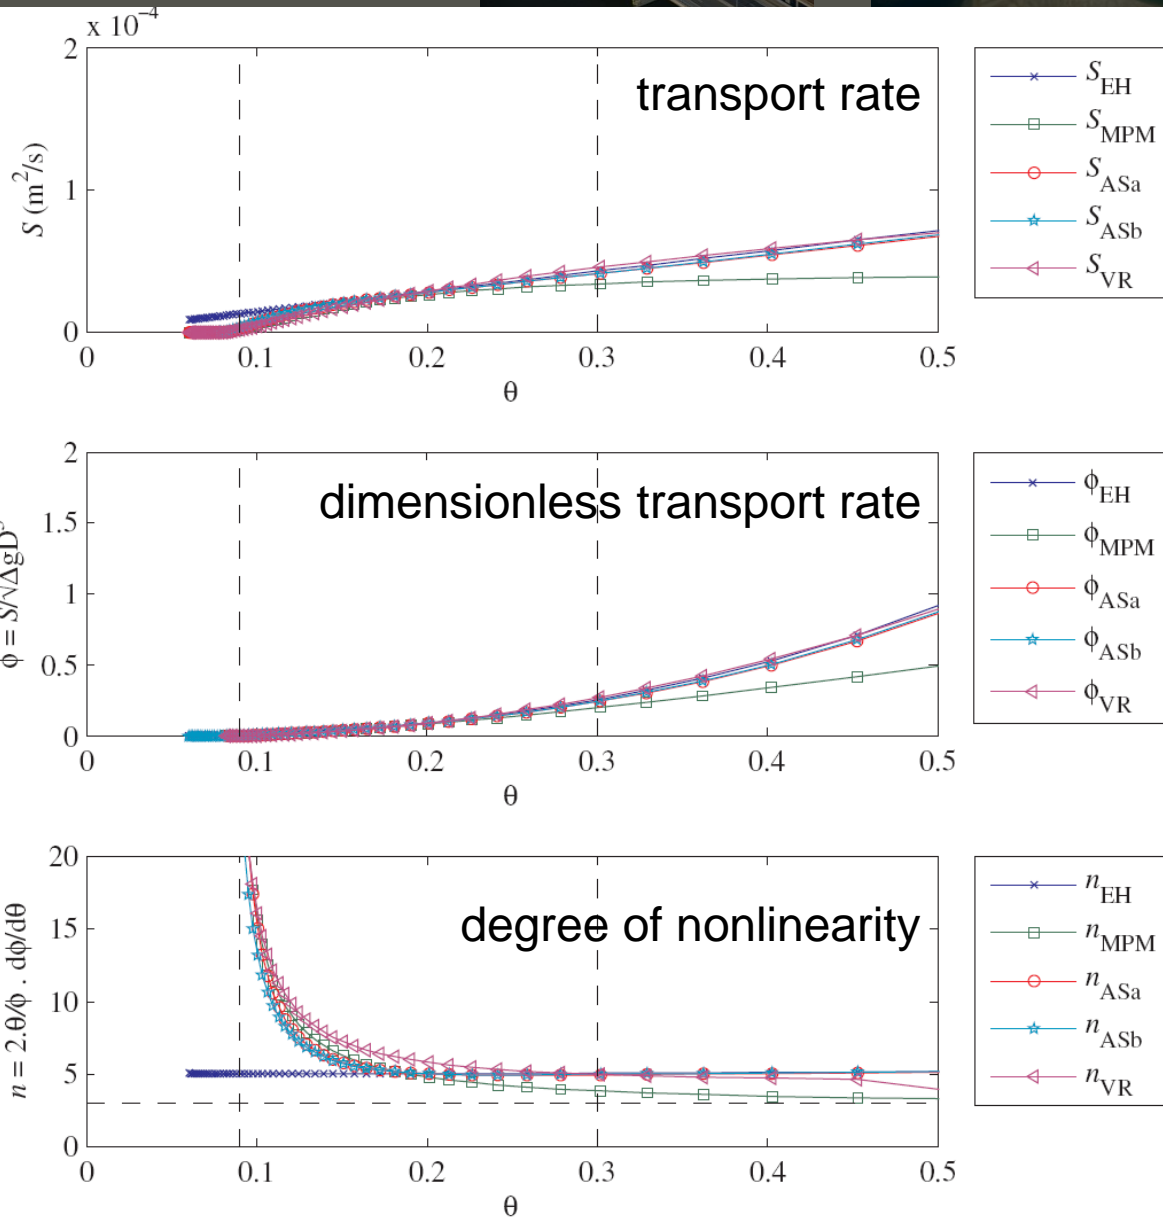 x 10⁻⁴
transport rate
2
1
0
S (m²/s)
0 0.1 0.2 0.3 0.4 0.5
θ
S_EH
S_MPM
S_ASa
S_ASb
S_VR
dimensionless transport rate
2
1.5
1
0.5
0
ϕ = S/√ΔgD
0 0.1 0.2 0.3 0.4 0.5
θ
ϕ_EH
ϕ_MPM
ϕ_ASa
ϕ_ASb
ϕ_VR
degree of nonlinearity
20
15
10
5
0
n = 2.θ/ϕ . dϕ/dθ
0 0.1 0.2 0.3 0.4 0.5
θ
n_EH
n_MPM
n_ASa
n_ASb
n_VR